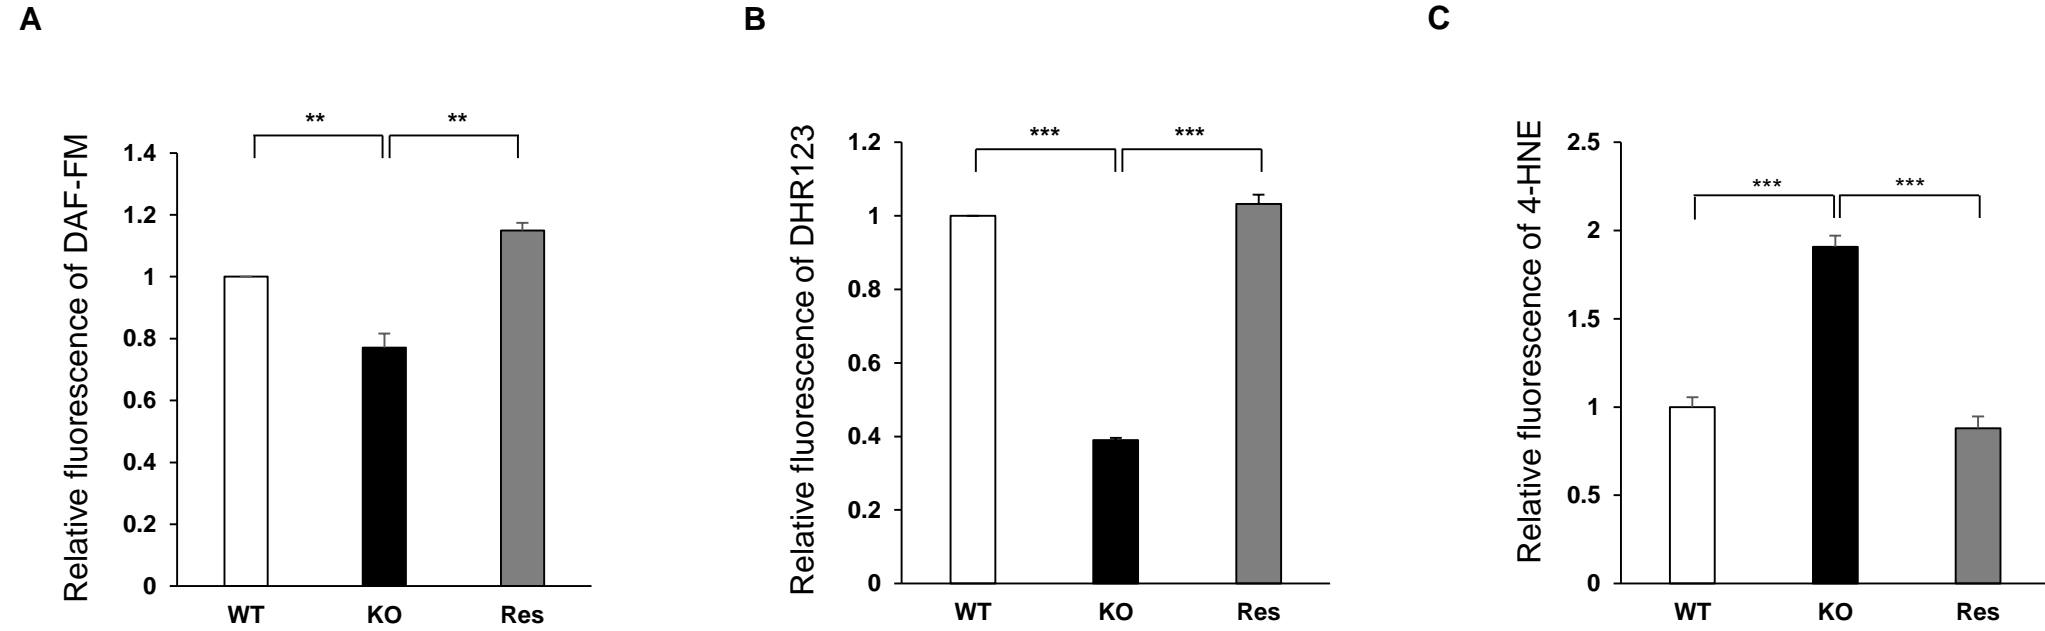 A
B
C
Relative fluorescence of DAF-FM
1.4
1.2
1
0.8
0.6
0.4
0.2
0
**
**
WT
KO
Res
Relative fluorescence of DHR123
1.2
1
0.8
0.6
0.4
0.2
0
***
***
WT
KO
Res
Relative fluorescence of 4-HNE
2.5
2
1.5
1
0.5
0
***
***
WT
KO
Res